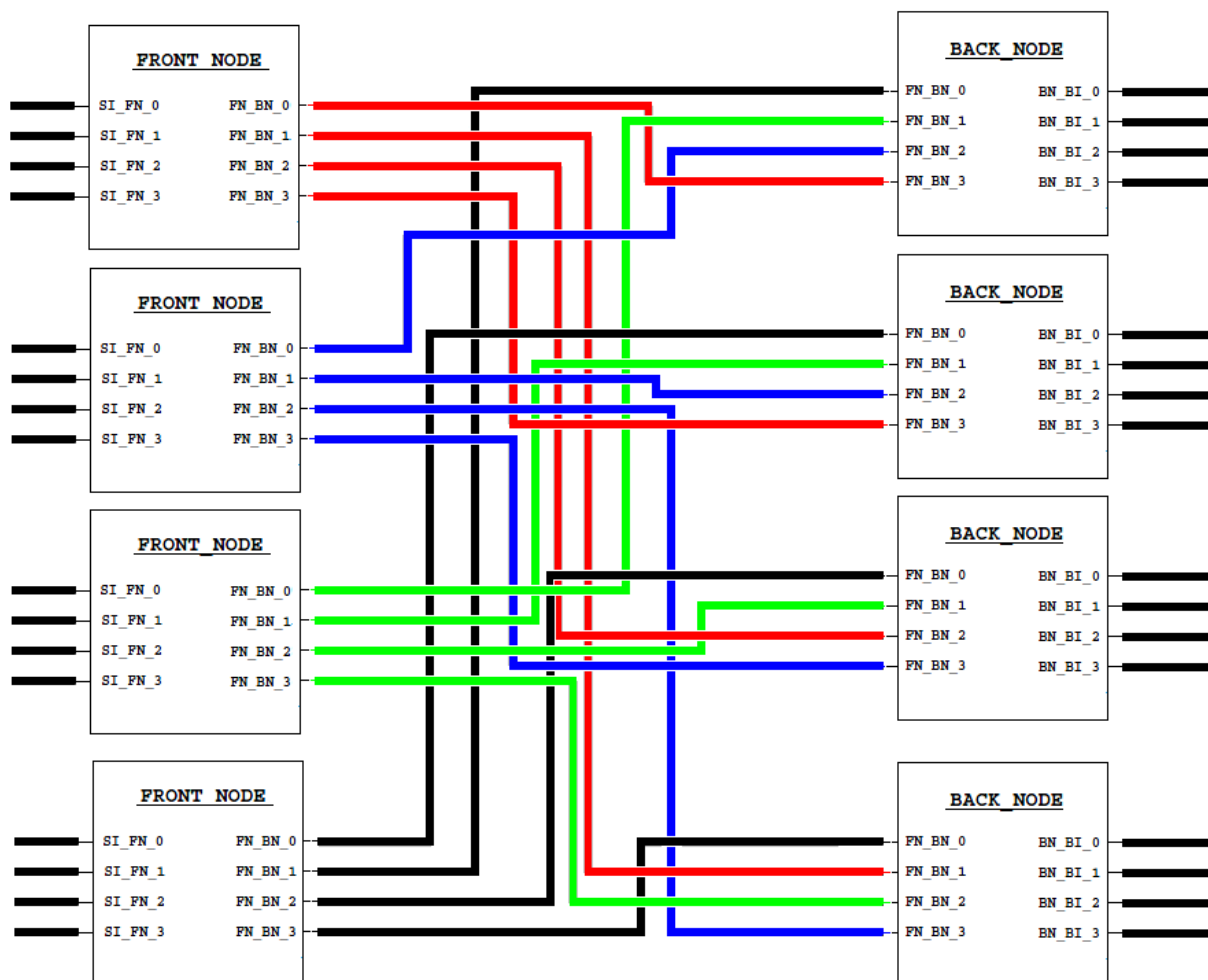 FRONT_NODE
SI_FN_0 FN_BN_0
SI_FN_1 FN_BN_1
SI_FN_2 FN_BN_2
SI_FN_3 FN_BN_3
BACK_NODE
FN_BN_0 BN_BI_0
FN_BN_1 BN_BI_1
FN_BN_2 BN_BI_2
FN_BN_3 BN_BI_3
FRONT_NODE
SI_FN_0 FN_BN_0
SI_FN_1 FN_BN_1
SI_FN_2 FN_BN_2
SI_FN_3 FN_BN_3
BACK_NODE
FN_BN_0 BN_BI_0
FN_BN_1 BN_BI_1
FN_BN_2 BN_BI_2
FN_BN_3 BN_BI_3
FRONT_NODE
SI_FN_0 FN_BN_0
SI_FN_1 FN_BN_1
SI_FN_2 FN_BN_2
SI_FN_3 FN_BN_3
BACK_NODE
FN_BN_0 BN_BI_0
FN_BN_1 BN_BI_1
FN_BN_2 BN_BI_2
FN_BN_3 BN_BI_3
FRONT_NODE
SI_FN_0 FN_BN_0
SI_FN_1 FN_BN_1
SI_FN_2 FN_BN_2
SI_FN_3 FN_BN_3
BACK_NODE
FN_BN_0 BN_BI_0
FN_BN_1 BN_BI_1
FN_BN_2 BN_BI_2
FN_BN_3 BN_BI_3